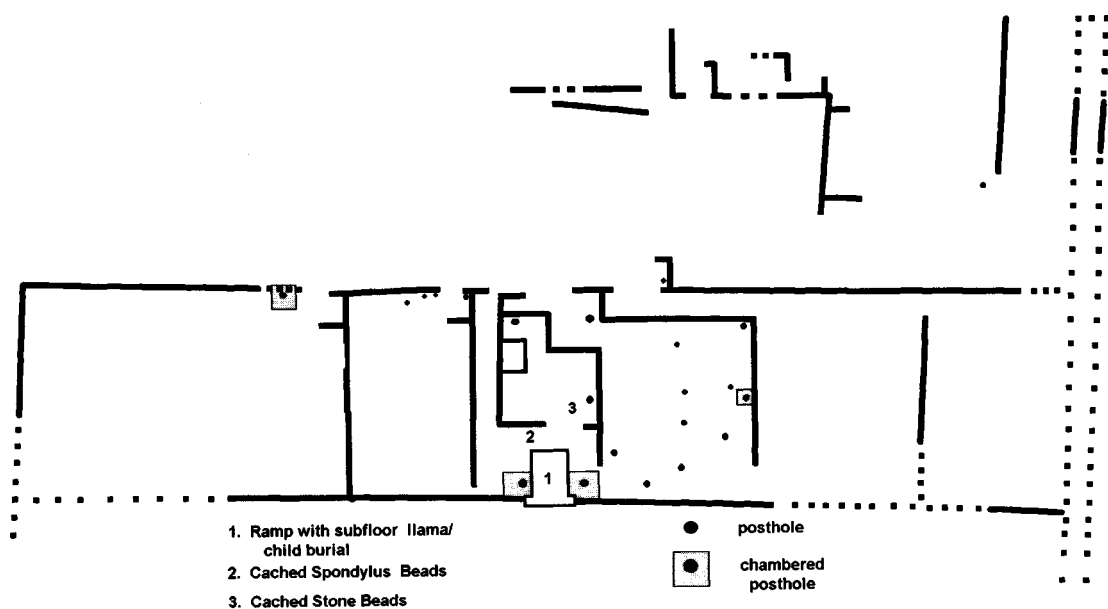 3
2
1
1. Ramp with subfloor llama/
child burial
2. Cached Spondylus Beads
3. Cached Stone Beads
posthole
chambered
posthole